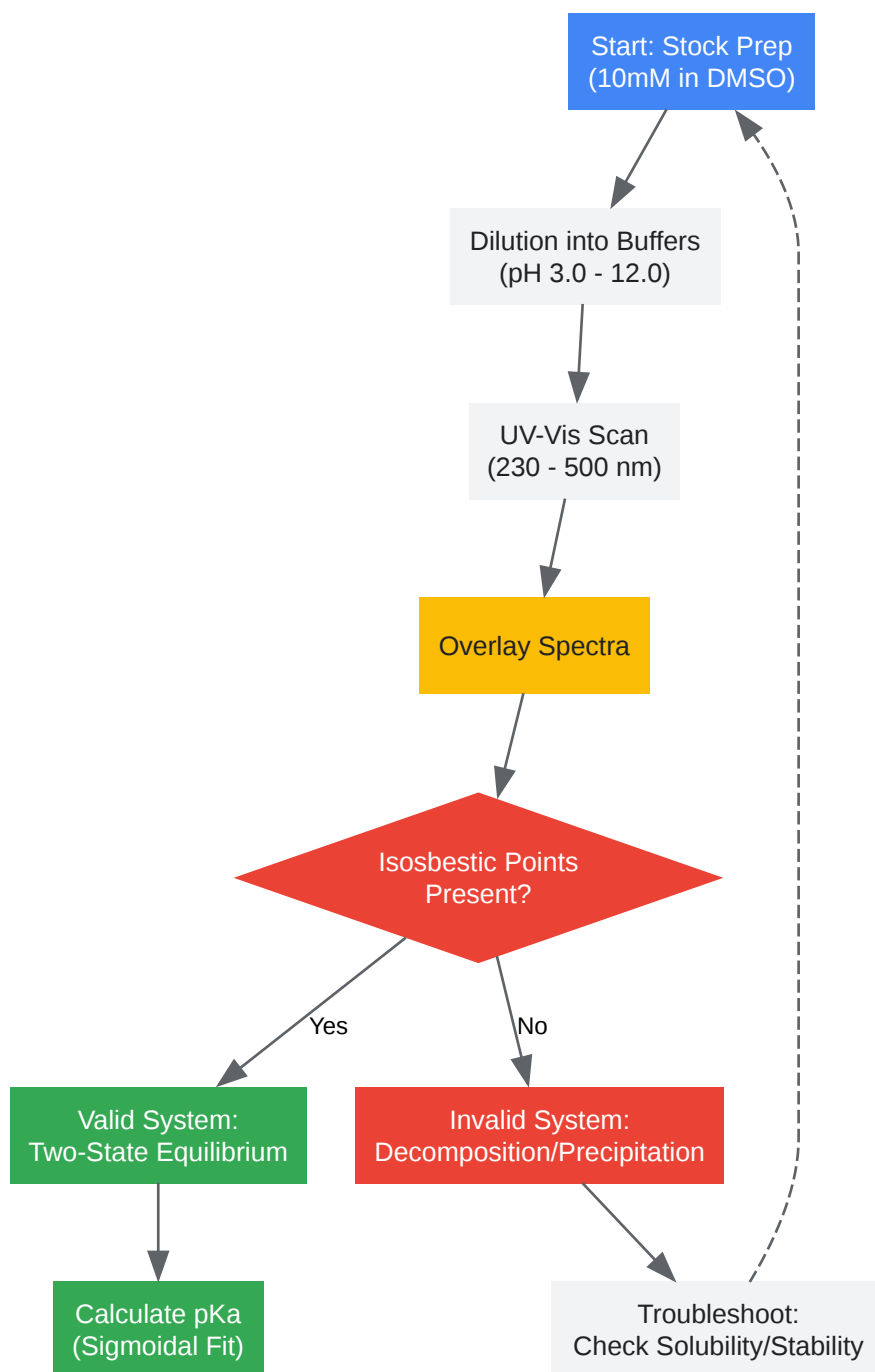 Start: Stock Prep
(10mM in DMSO)
Dilution into Buffers
(pH 3.0 - 12.0)
UV-Vis Scan
(230 - 500 nm)
Overlay Spectra
Isosbestic Points
Present?
Yes
No
Valid System:
Two-State Equilibrium
Invalid System:
Decomposition/Precipitation
Calculate pKa
(Sigmoidal Fit)
Troubleshoot:
Check Solubility/Stability